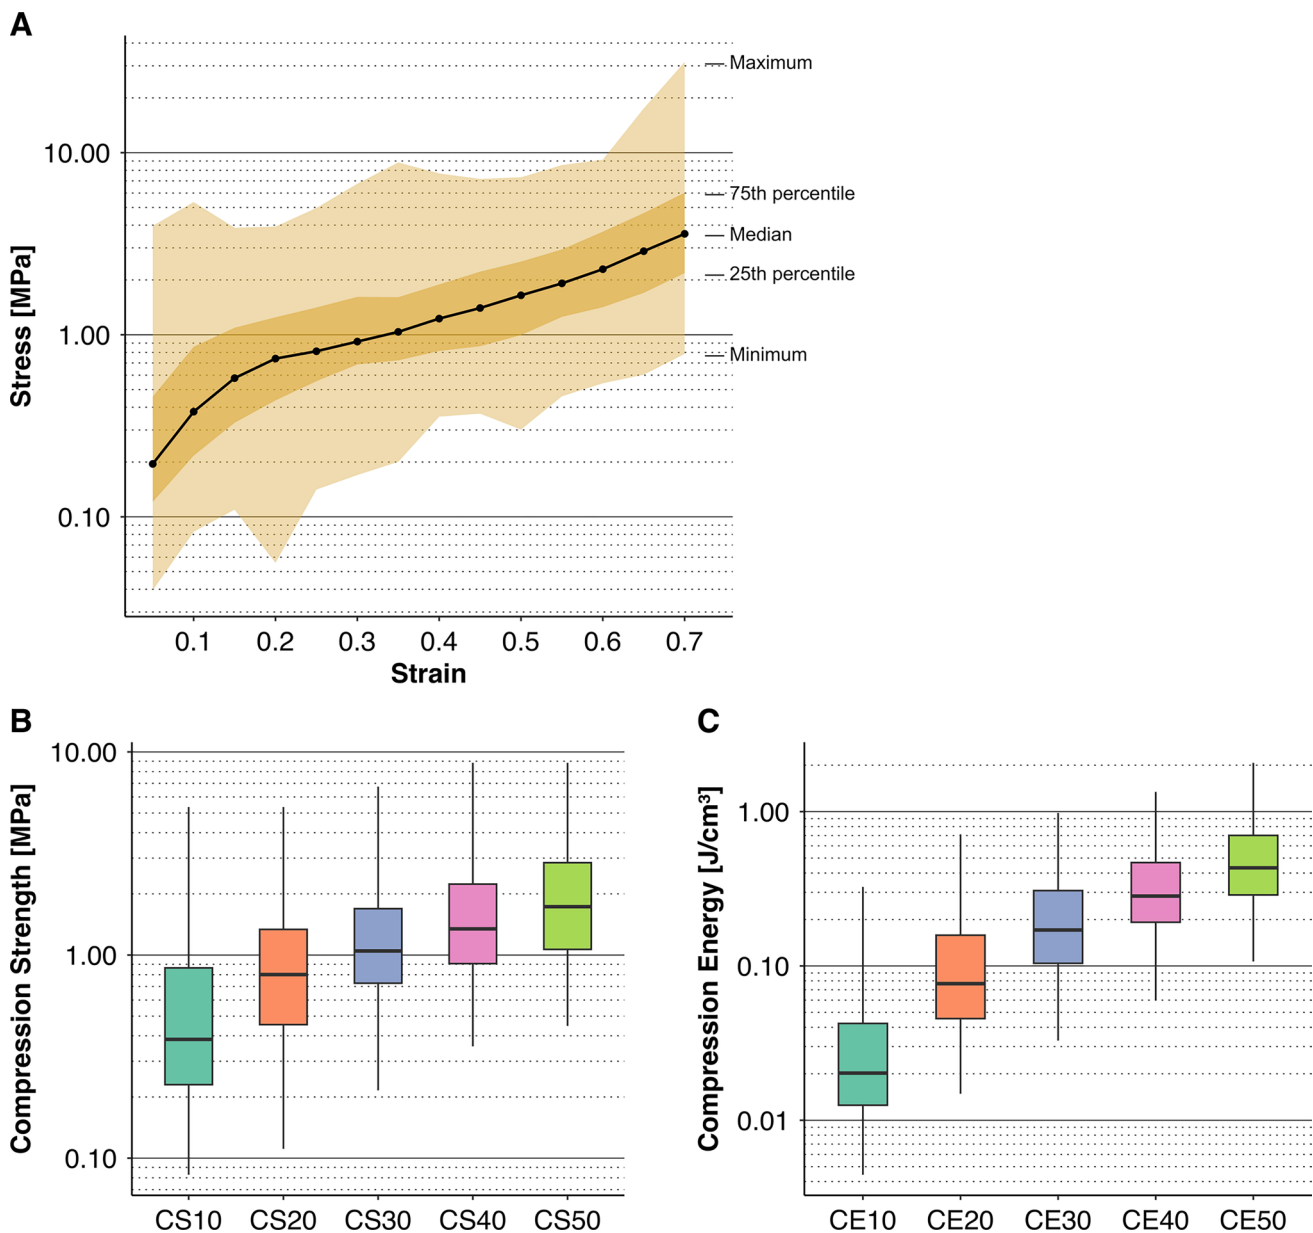 A
Stress [MPa]
10.00
1.00
0.10
Maximum
75th percentile
Median
25th percentile
Minimum
0.1 0.2 0.3 0.4 0.5 0.6 0.7
Strain
B
Compression Strength [MPa]
10.00
1.00
0.10
CS10 CS20 CS30 CS40 CS50
C
Compression Energy [J/cm³]
1.00
0.10
0.01
CE10 CE20 CE30 CE40 CE50